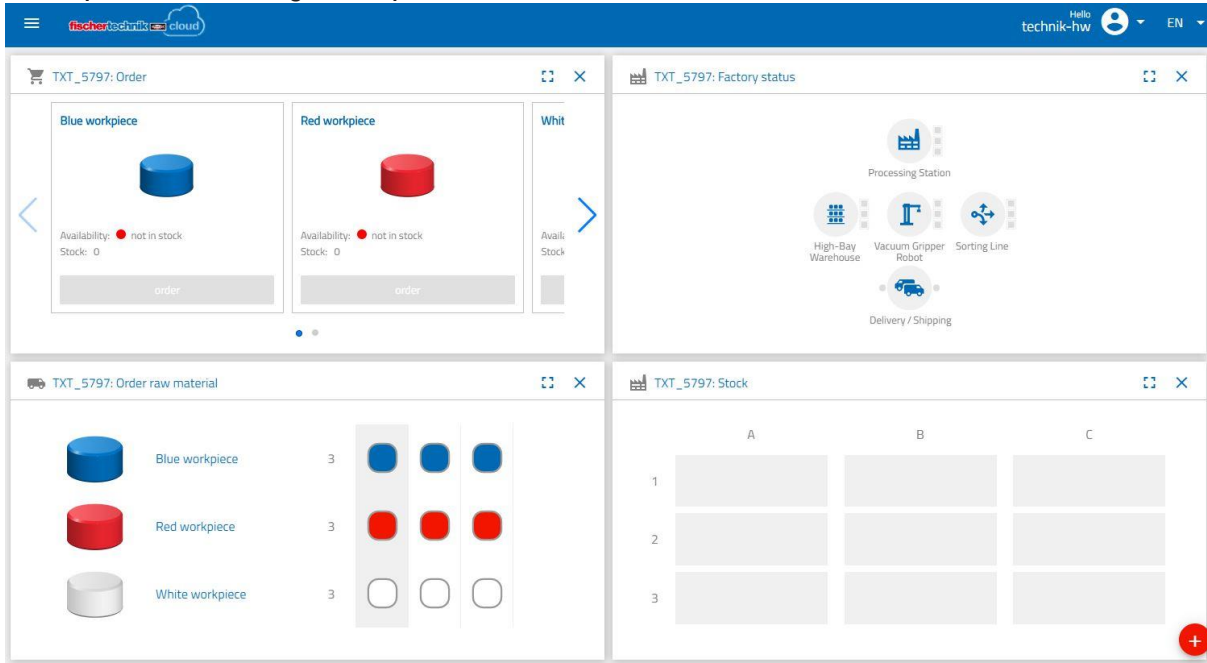 fischertechnik cloud
Hello
technik-hw
EN
TXT_5797: Order
Blue workpiece
Availability: not in stock
Stock: 0
order
Red workpiece
Availability: not in stock
Stock: 0
order
Whit
Stock
TXT_5797: Factory status
Processing Station
High-Bay
Warehouse
Vacuum Gripper
Robot
Sorting Line
Delivery / Shipping
TXT_5797: Order raw material
Blue workpiece 3
Red workpiece 3
White workpiece 3
TXT_5797: Stock
A B C
1
2
3
+